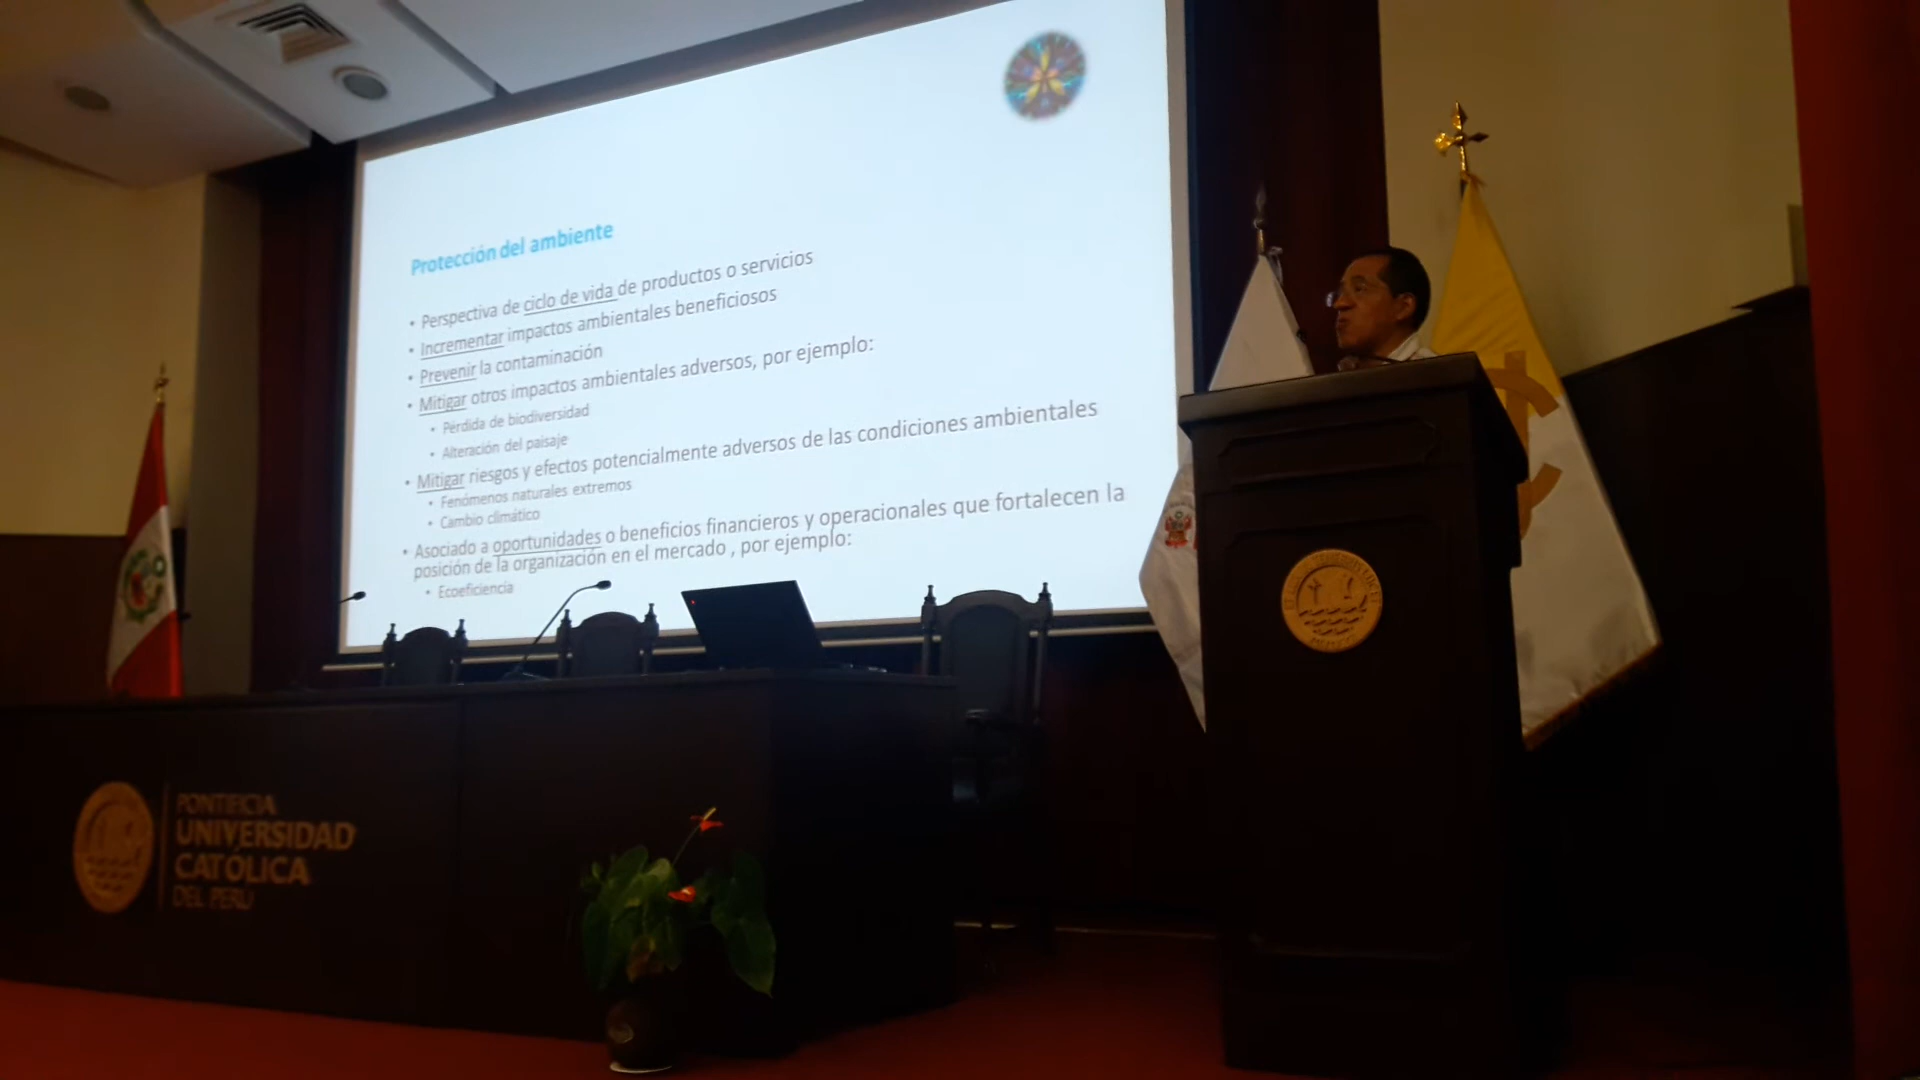 Protección del ambiente
• Perspectiva de ciclo de vida de productos o servicios
• Incrementar impactos ambientales beneficiosos
• Prevenir la contaminación
• Mitigar otros impactos ambientales adversos, por ejemplo:
• Pérdida de biodiversidad
• Alteración del paisaje
• Mitigar riesgos y efectos potencialmente adversos de las condiciones ambientales
• Fenómenos naturales extremos
• Cambio climático
• Asociado a oportunidades o beneficios financieros y operacionales que fortalecen la
posición de la organización en el mercado , por ejemplo:
• Ecoeficiencia
PONTIFICIA
UNIVERSIDAD
CATÓLICA
DEL PERÚ